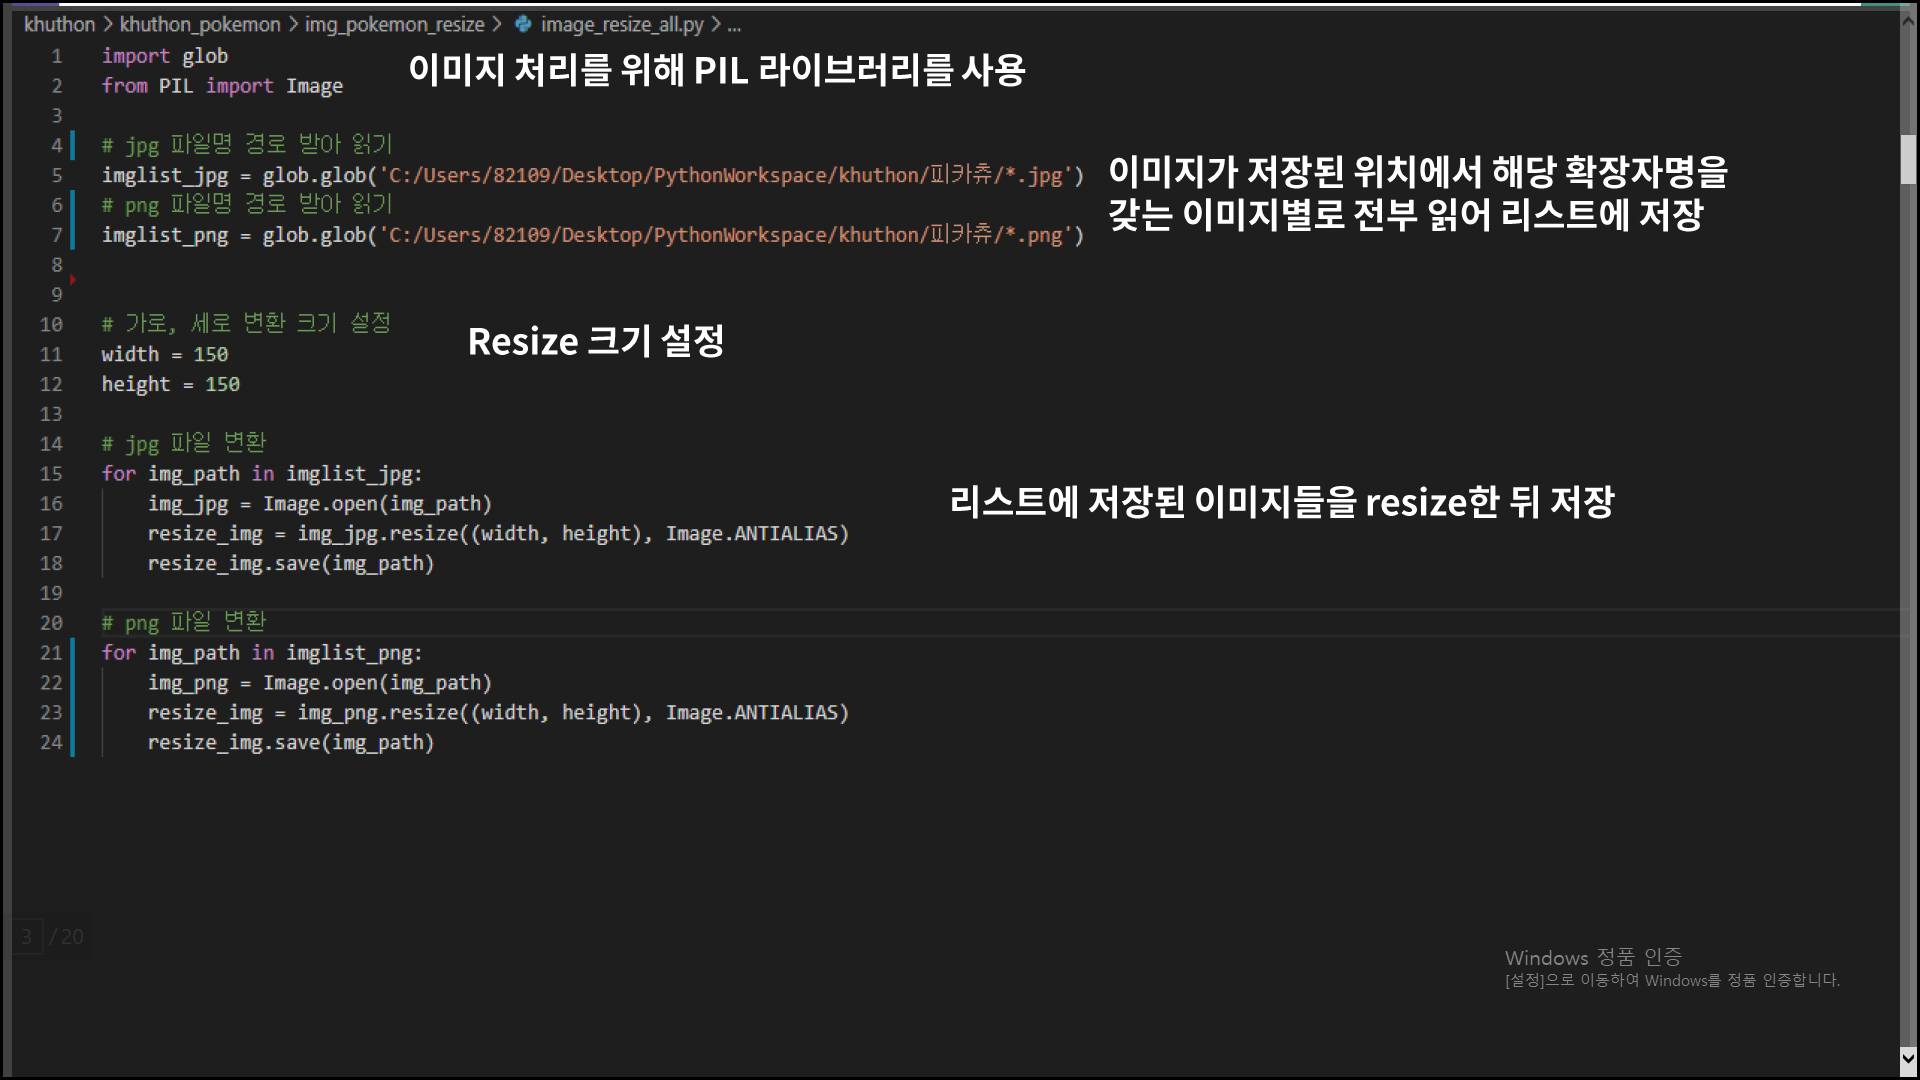 khuthon > khuthon_pokemon > img_pokemon_resize > image_resize_all.py > ...
1 import glob
2 from PIL import Image
이미지 처리를 위해 PIL 라이브러리를 사용
3
4 # jpg 파일명 경로 받아 읽기
5 imglist_jpg = glob.glob('C:/Users/82109/Desktop/PythonWorkspace/khuthon/피카츄/*.jpg')
6 # png 파일명 경로 받아 읽기
7 imglist_png = glob.glob('C:/Users/82109/Desktop/PythonWorkspace/khuthon/피카츄/*.png')
이미지가 저장된 위치에서 해당 확장자명을
갖는 이미지별로 전부 읽어 리스트에 저장
8
9
10 # 가로, 세로 변환 크기 설정
11 width = 150
12 height = 150
Resize 크기 설정
13
14 # jpg 파일 변환
15 for img_path in imglist_jpg:
16     img_jpg = Image.open(img_path)
17     resize_img = img_jpg.resize((width, height), Image.ANTIALIAS)
18     resize_img.save(img_path)
리스트에 저장된 이미지들을 resize한 뒤 저장
19
20 # png 파일 변환
21 for img_path in imglist_png:
22     img_png = Image.open(img_path)
23     resize_img = img_png.resize((width, height), Image.ANTIALIAS)
24     resize_img.save(img_path)
3 / 20
Windows 정품 인증
[설정]으로 이동하여 Windows를 정품 인증합니다.